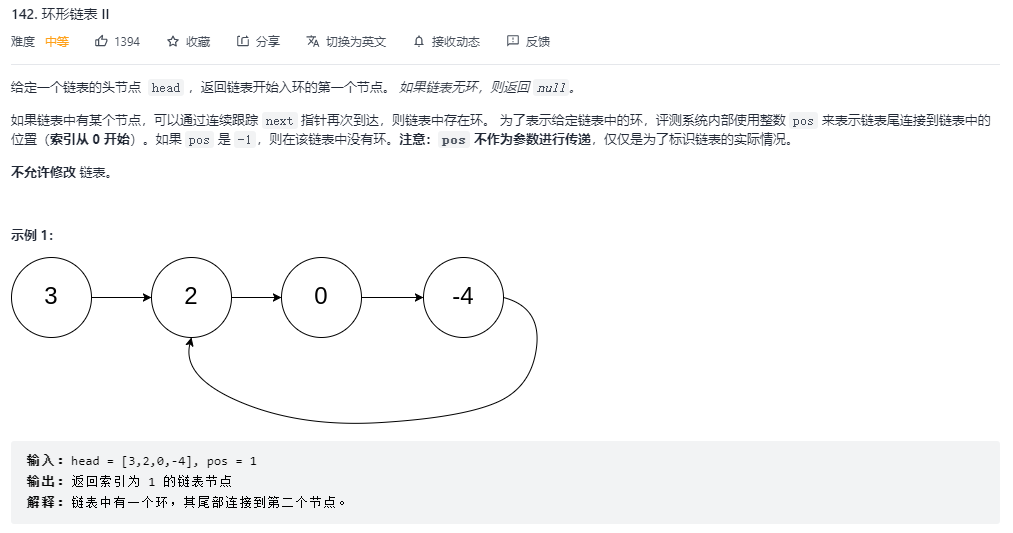 142. 环形链表 II
难度 中等 1394 收藏 分享 切换为英文 接收动态 反馈
给定一个链表的头节点 head ，返回链表开始入环的第一个节点。 如果链表无环，则返回 null。
如果链表中有某个节点，可以通过连续跟踪 next 指针再次到达，则链表中存在环。 为了表示给定链表中的环，评测系统内部使用整数 pos 来表示链表尾连接到链表中的
位置（索引从 0 开始）。如果 pos 是 -1，则在该链表中没有环。注意：pos 不作为参数进行传递，仅仅是为了标识链表的实际情况。
不允许修改 链表。
示例 1：
3 2 0 -4
输入：head = [3,2,0,-4], pos = 1
输出：返回索引为 1 的链表节点
解释：链表中有一个环，其尾部连接到第二个节点。